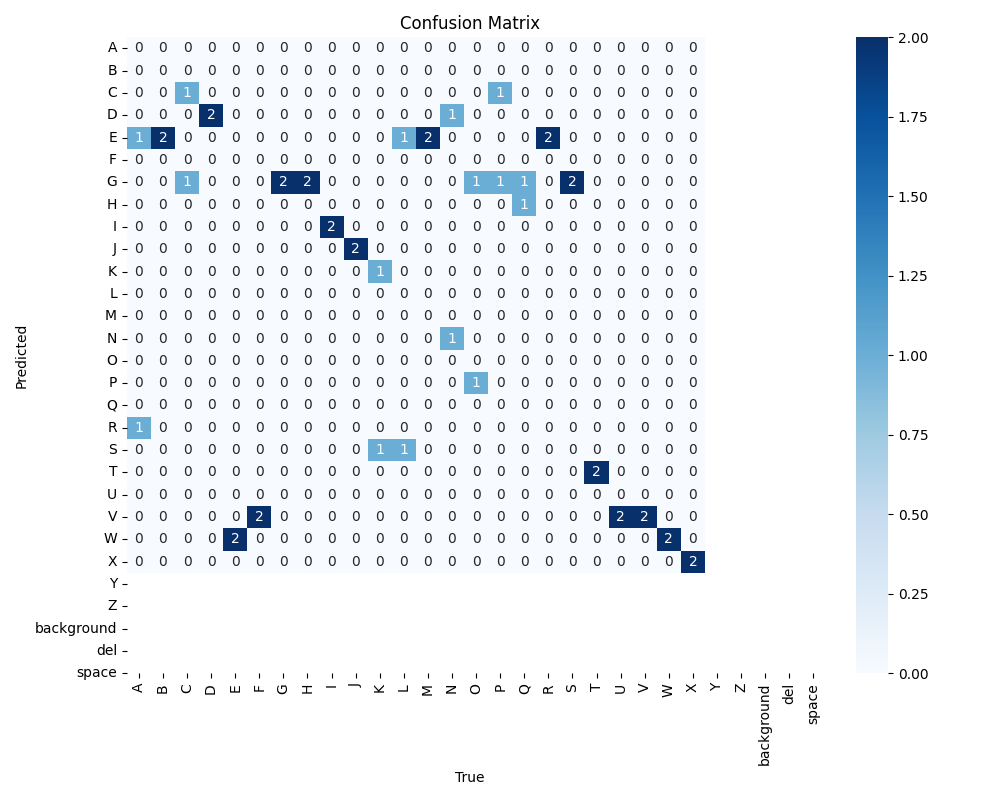 Confusion Matrix
A 0 0 0 0 0 0 0 0 0 0 0 0 0 0 0 0 0 0 0 0 0 0 0 0
B 0 0 0 0 0 0 0 0 0 0 0 0 0 0 0 0 0 0 0 0 0 0 0 0
C 0 0 1 0 0 0 0 0 0 0 0 0 0 0 0 1 0 0 0 0 0 0 0 0
D 0 0 0 2 0 0 0 0 0 0 0 0 0 1 0 0 0 0 0 0 0 0 0 0
E 1 2 0 0 0 0 0 0 0 0 0 1 2 0 0 0 0 2 0 0 0 0 0 0
F 0 0 0 0 0 0 0 0 0 0 0 0 0 0 0 0 0 0 0 0 0 0 0 0
G 0 0 1 0 0 0 2 2 0 0 0 0 0 0 1 1 1 0 2 0 0 0 0 0
H 0 0 0 0 0 0 0 0 0 0 0 0 0 0 0 0 1 0 0 0 0 0 0 0
I 0 0 0 0 0 0 0 0 2 0 0 0 0 0 0 0 0 0 0 0 0 0 0 0
J 0 0 0 0 0 0 0 0 0 2 0 0 0 0 0 0 0 0 0 0 0 0 0 0
K 0 0 0 0 0 0 0 0 0 0 1 0 0 0 0 0 0 0 0 0 0 0 0 0
L 0 0 0 0 0 0 0 0 0 0 0 0 0 0 0 0 0 0 0 0 0 0 0 0
M 0 0 0 0 0 0 0 0 0 0 0 0 0 0 0 0 0 0 0 0 0 0 0 0
N 0 0 0 0 0 0 0 0 0 0 0 0 0 1 0 0 0 0 0 0 0 0 0 0
O 0 0 0 0 0 0 0 0 0 0 0 0 0 0 0 0 0 0 0 0 0 0 0 0
P 0 0 0 0 0 0 0 0 0 0 0 0 0 0 1 0 0 0 0 0 0 0 0 0
Q 0 0 0 0 0 0 0 0 0 0 0 0 0 0 0 0 0 0 0 0 0 0 0 0
R 1 0 0 0 0 0 0 0 0 0 0 0 0 0 0 0 0 0 0 0 0 0 0 0
S 0 0 0 0 0 0 0 0 0 0 1 1 0 0 0 0 0 0 0 0 0 0 0 0
T 0 0 0 0 0 0 0 0 0 0 0 0 0 0 0 0 0 0 0 2 0 0 0 0
U 0 0 0 0 0 0 0 0 0 0 0 0 0 0 0 0 0 0 0 0 0 0 0 0
V 0 0 0 0 0 2 0 0 0 0 0 0 0 0 0 0 0 0 0 0 2 2 0 0
W 0 0 0 0 2 0 0 0 0 0 0 0 0 0 0 0 0 0 0 0 0 0 2 0
X 0 0 0 0 0 0 0 0 0 0 0 0 0 0 0 0 0 0 0 0 0 0 0 2
Y
Z
background
del
space
A B C D E F G H I J K L M N O P Q R S T U V W X Y Z background del space
Predicted
True
2.00
1.75
1.50
1.25
1.00
0.75
0.50
0.25
0.00